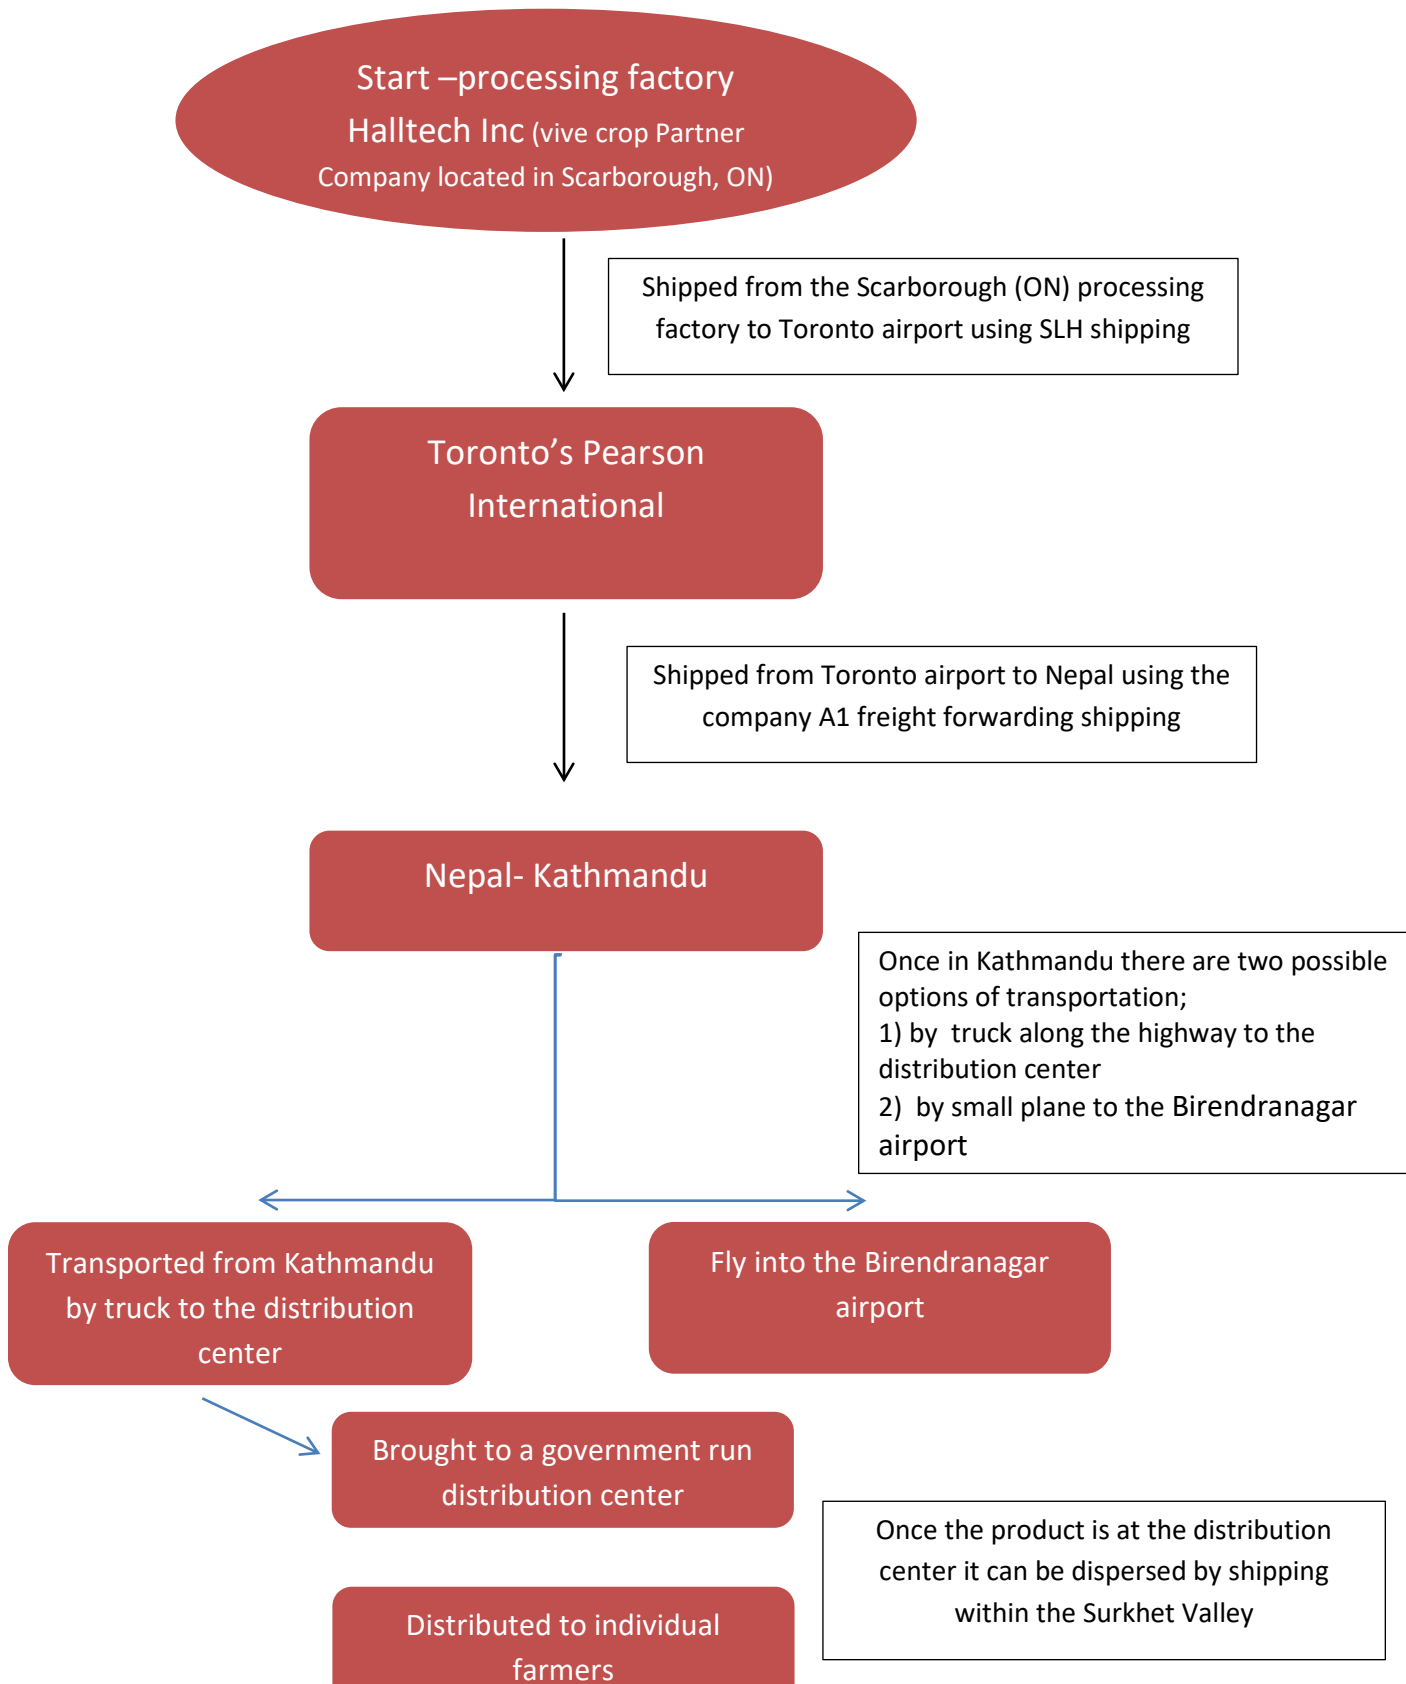 Start –processing factory
Halltech Inc (vive crop Partner
Company located in Scarborough, ON)
Shipped from the Scarborough (ON) processing
factory to Toronto airport using SLH shipping
Toronto’s Pearson
International
Shipped from Toronto airport to Nepal using the
company A1 freight forwarding shipping
Nepal- Kathmandu
Once in Kathmandu there are two possible
options of transportation;
1) by  truck along the highway to the
distribution center
2)  by small plane to the Birendranagar
airport
Transported from Kathmandu
by truck to the distribution
center
Fly into the Birendranagar
airport
Brought to a government run
distribution center
Once the product is at the distribution
center it can be dispersed by shipping
within the Surkhet Valley
Distributed to individual
farmers